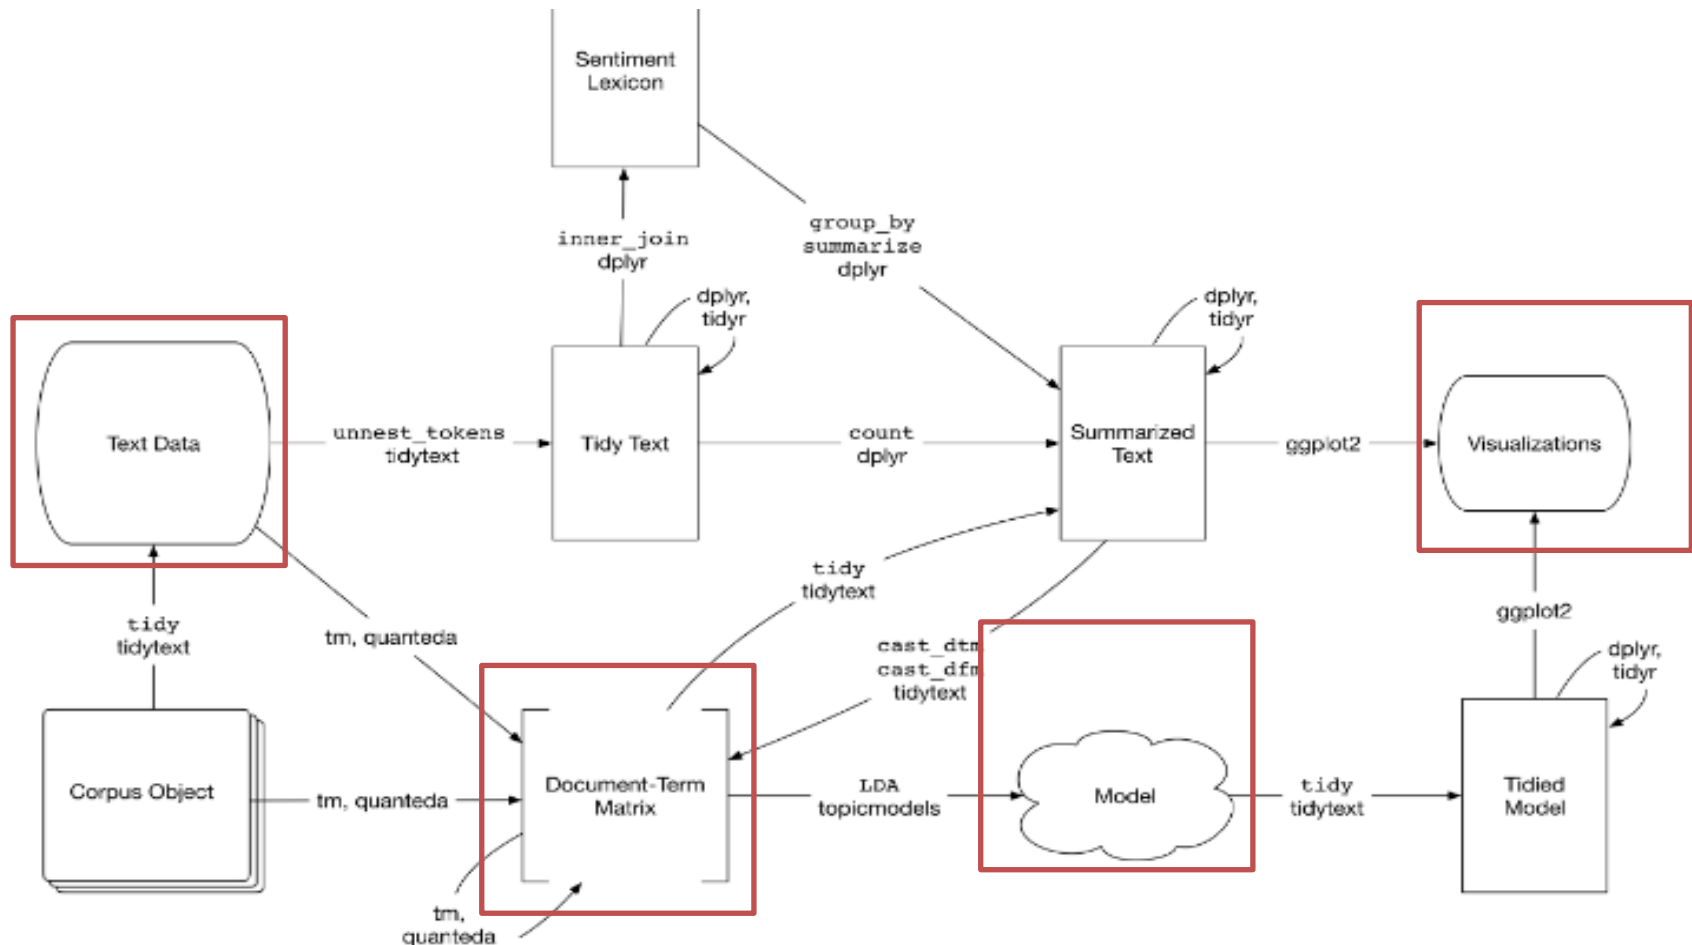 Sentiment
Lexicon
group_by
summarize
dplyr
inner_join
dplyr
dplyr,
tidyr
dplyr,
tidyr
Text Data
unnest_tokens
tidytext
Tidy Text
count
dplyr
Summarized
Text
ggplot2
Visualizations
tidy
tidytext
tidy
tidytext
tm, quanteda
cast_dtm
cast_dfm
tidytext
ggplot2
dplyr,
tidyr
Corpus Object
tm, quanteda
Document-Term
Matrix
LDA
topicmodels
Model
tidy
tidytext
Tidied
Model
tm,
quanteda